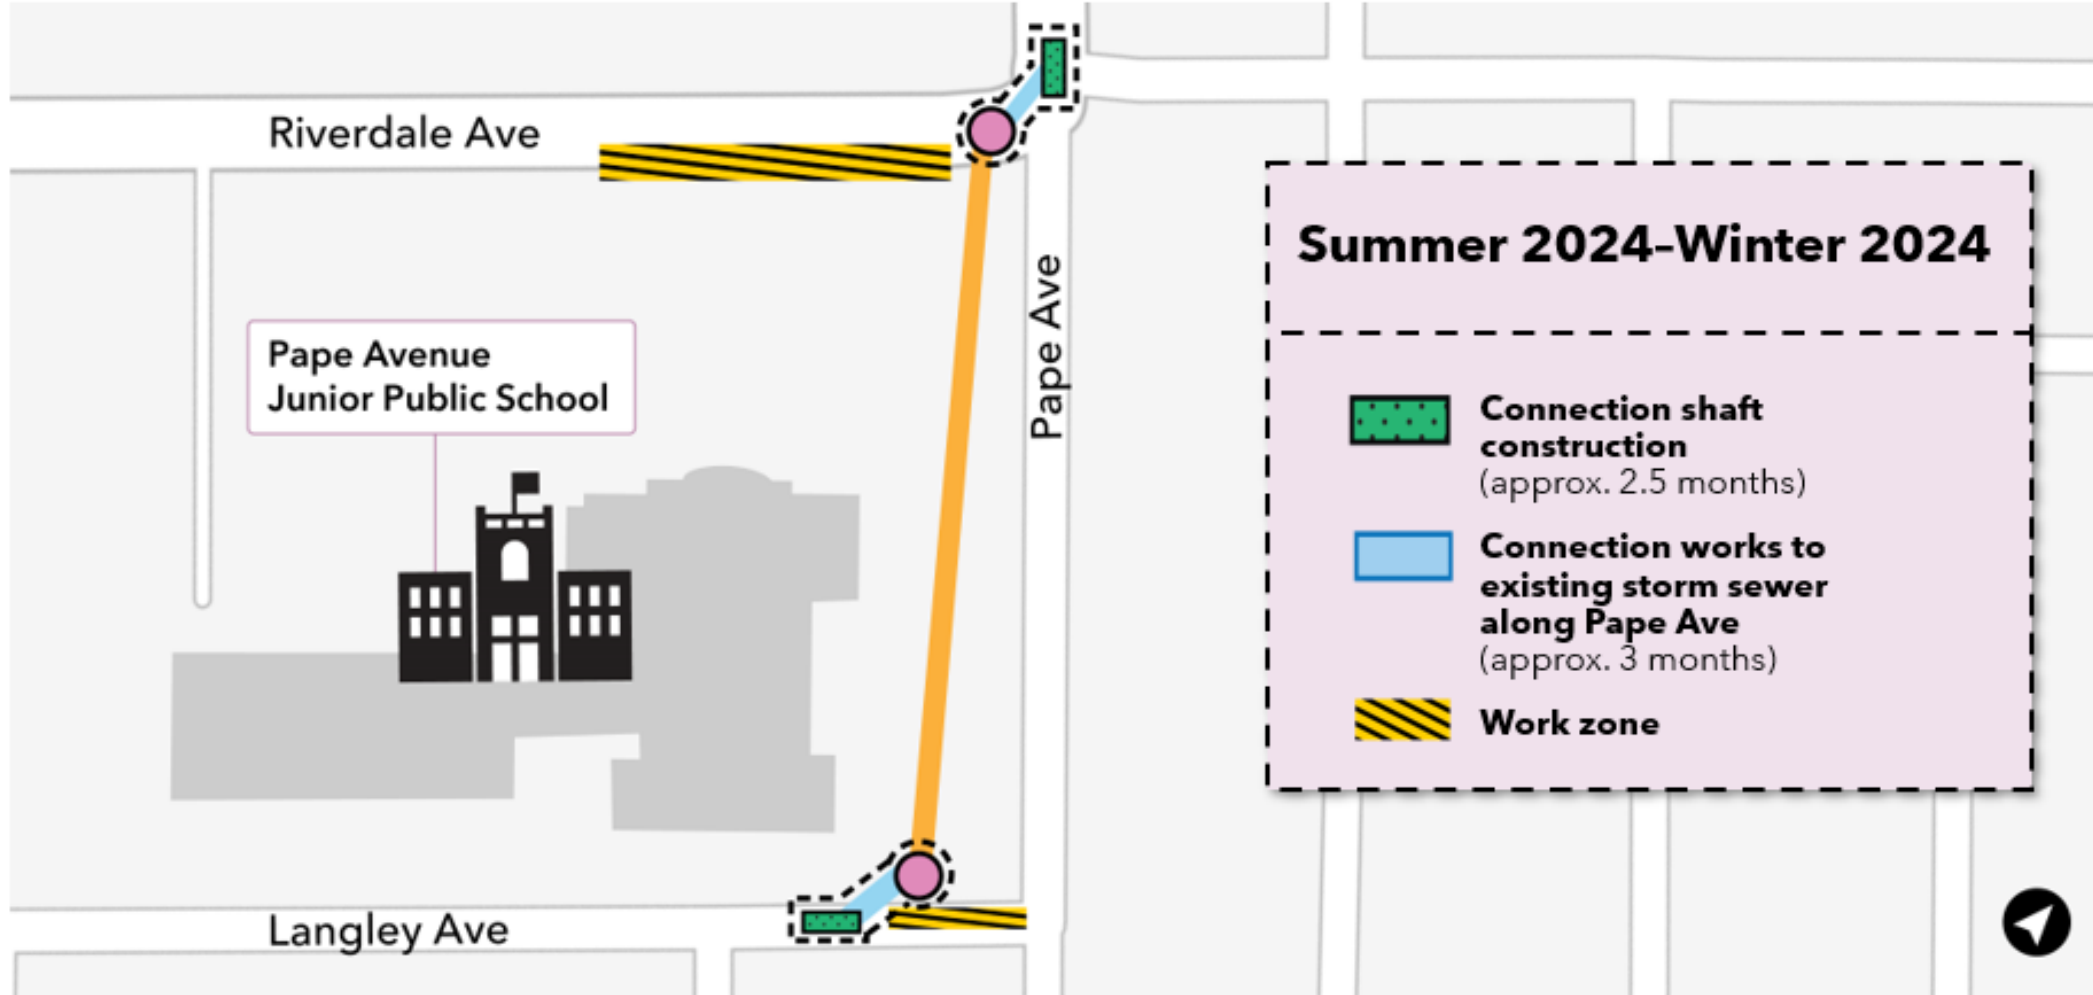 Riverdale Ave
Pape Avenue
Junior Public School
Pape Ave
Langley Ave
Summer 2024–Winter 2024
Connection shaft
construction
(approx. 2.5 months)
Connection works to
existing storm sewer
along Pape Ave
(approx. 3 months)
Work zone